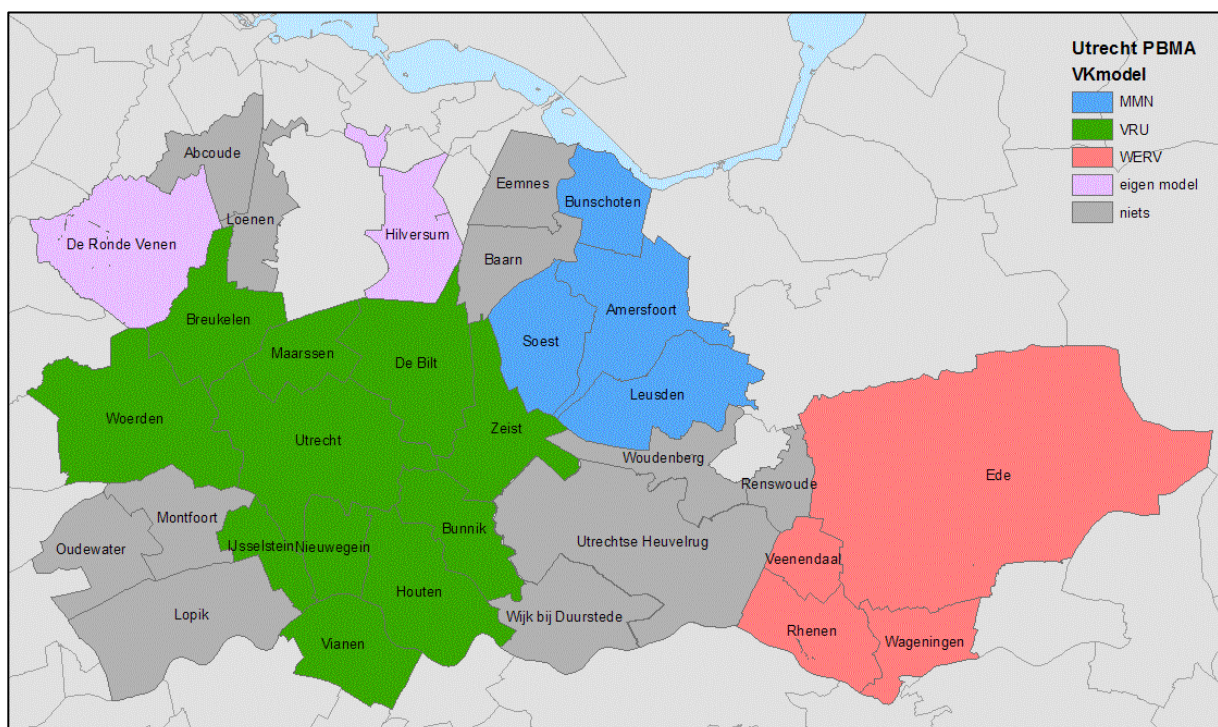 Utrecht PBMA
VKmodel
MMN
VRU
WERV
eigen model
niets
Abcoude
Eemnes
Bunschoten
Loenen
De Ronde Venen
Hilversum
Baarn
Amersfoort
Breukelen
Soest
Maarssen
De Bilt
Leusden
Woerden
Zeist
Utrecht
Woudenberg
Ede
Renswoude
Montfoort
Bunnik
Utrechtse Heuvelrug
Oudewater
IJsselstein
Nieuwegein
Veenendaal
Houten
Lopik
Wijk bij Duurstede
Rhenen
Wageningen
Vianen